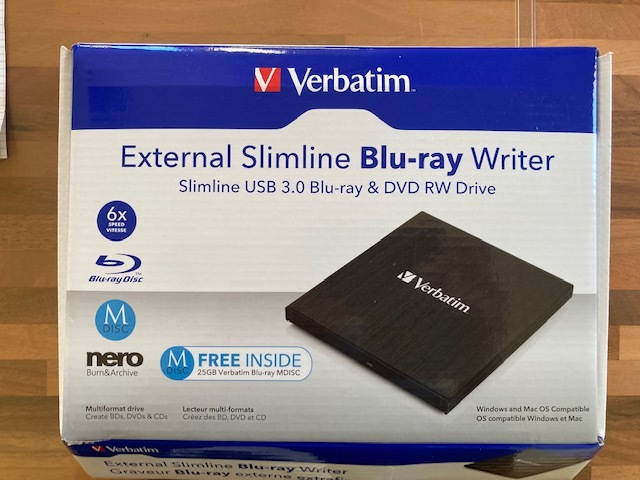 Verbatim™
External Slimline Blu-ray Writer
Slimline USB 3.0 Blu-ray & DVD RW Drive
6x
SPEED
VITESSE
Blu-ray Disc™
M
DISC
nero
Burn&Archive
M
DISC
FREE INSIDE
25GB Verbatim Blu-ray MDISC
Verbatim
Multiformat drive
Create BDs, DVDs & CDs
Lecteur multi-formats
Créez des BD, DVD et CD
Windows and Mac OS Compatible
OS compatible Windows et Mac
Verbatim
External Slimline Blu-ray Writer
Graveur Blu-ray externe